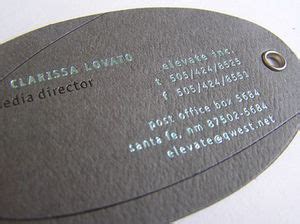 CLARISSA LOVATO
media director
elevate inc.
t 505/424/8525
f 505/424/8551
post office box 5684
santa fe, nm 87502-5684
elevate@qwest.net